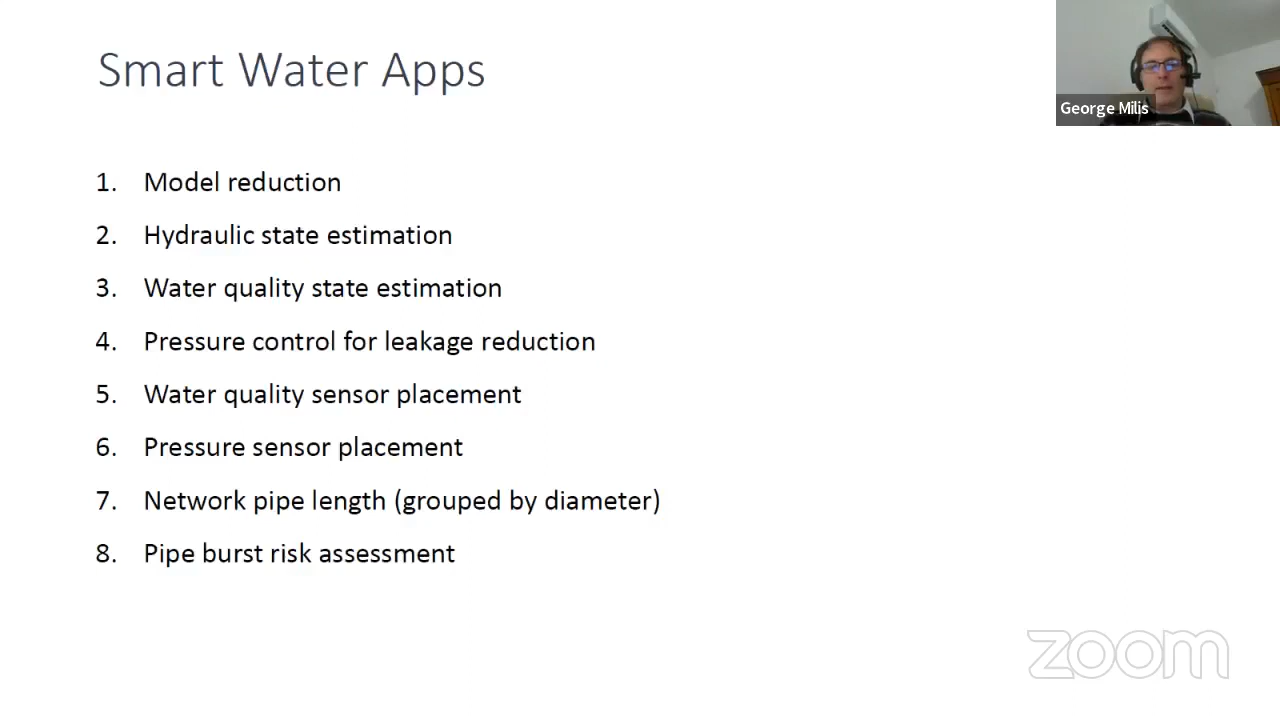 Smart Water Apps
George Milis
1. Model reduction
2. Hydraulic state estimation
3. Water quality state estimation
4. Pressure control for leakage reduction
5. Water quality sensor placement
6. Pressure sensor placement
7. Network pipe length (grouped by diameter)
8. Pipe burst risk assessment
zoom